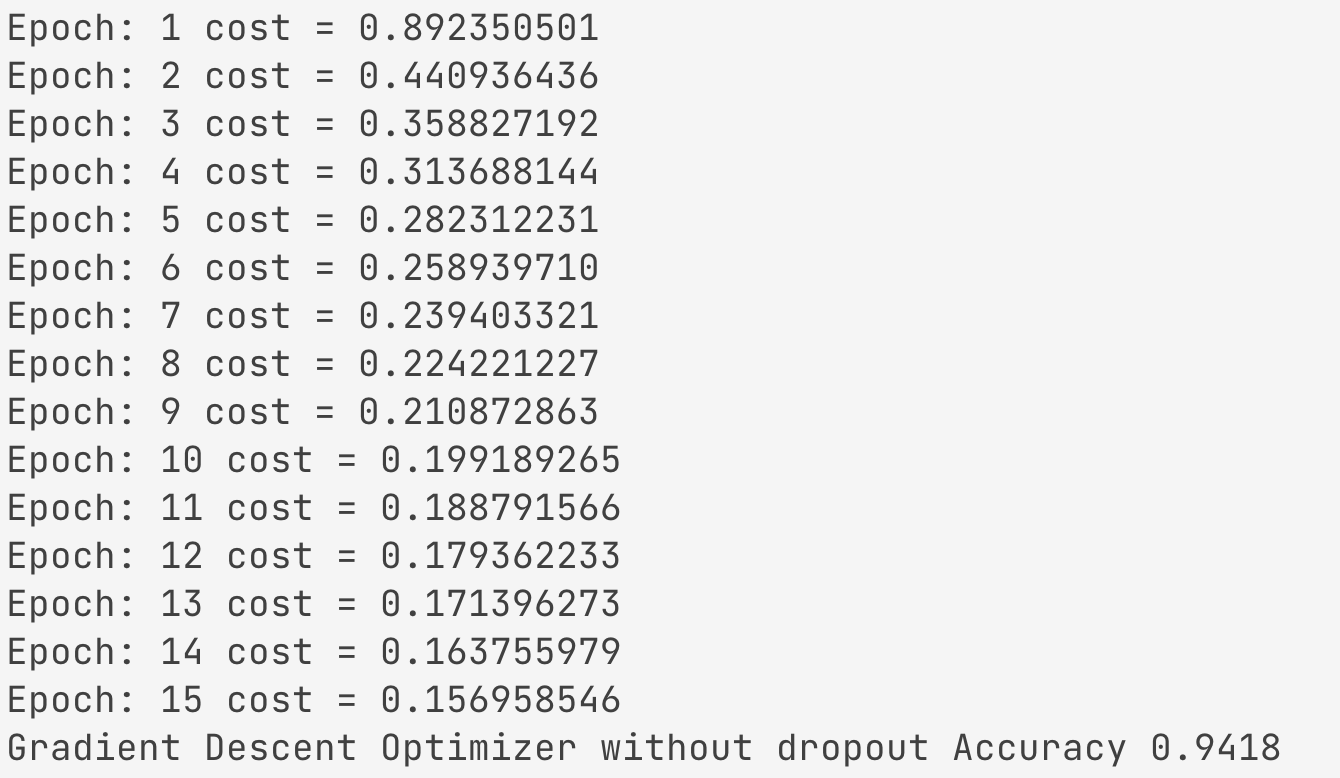 Epoch: 1 cost = 0.892350501
Epoch: 2 cost = 0.440936436
Epoch: 3 cost = 0.358827192
Epoch: 4 cost = 0.313688144
Epoch: 5 cost = 0.282312231
Epoch: 6 cost = 0.258939710
Epoch: 7 cost = 0.239403321
Epoch: 8 cost = 0.224221227
Epoch: 9 cost = 0.210872863
Epoch: 10 cost = 0.199189265
Epoch: 11 cost = 0.188791566
Epoch: 12 cost = 0.179362233
Epoch: 13 cost = 0.171396273
Epoch: 14 cost = 0.163755979
Epoch: 15 cost = 0.156958546
Gradient Descent Optimizer without dropout Accuracy 0.9418